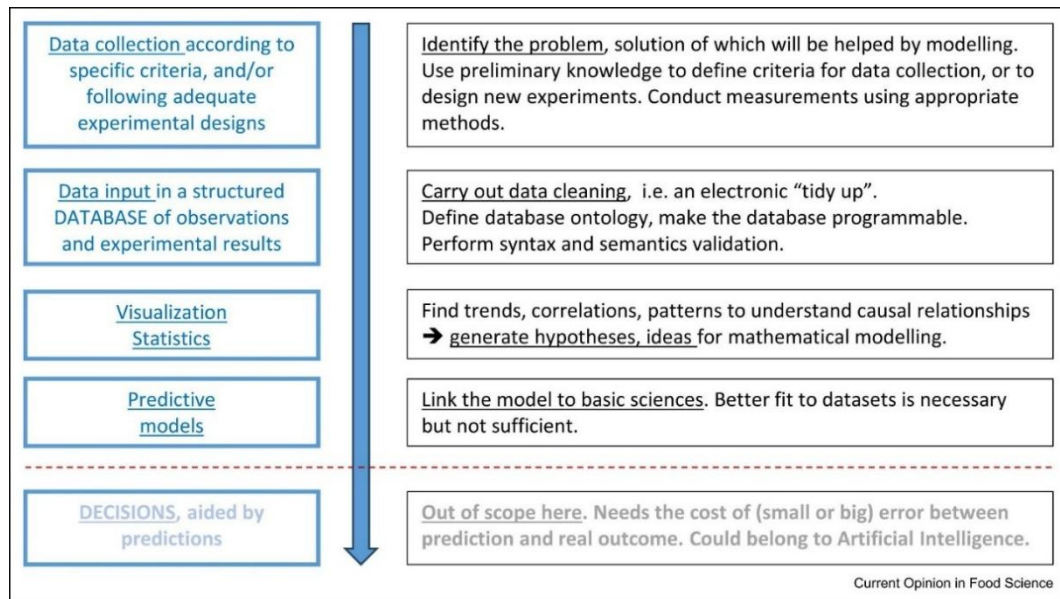 Data collection according to
specific criteria, and/or
following adequate
experimental designs
Identify the problem, solution of which will be helped by modelling.
Use preliminary knowledge to define criteria for data collection, or to
design new experiments. Conduct measurements using appropriate
methods.
Data input in a structured
DATABASE of observations
and experimental results
Carry out data cleaning, i.e. an electronic “tidy up”.
Define database ontology, make the database programmable.
Perform syntax and semantics validation.
Visualization
Statistics
Find trends, correlations, patterns to understand causal relationships
➔ generate hypotheses, ideas for mathematical modelling.
Predictive
models
Link the model to basic sciences. Better fit to datasets is necessary
but not sufficient.
DECISIONS, aided by
predictions
Out of scope here. Needs the cost of (small or big) error between
prediction and real outcome. Could belong to Artificial Intelligence.
Current Opinion in Food Science